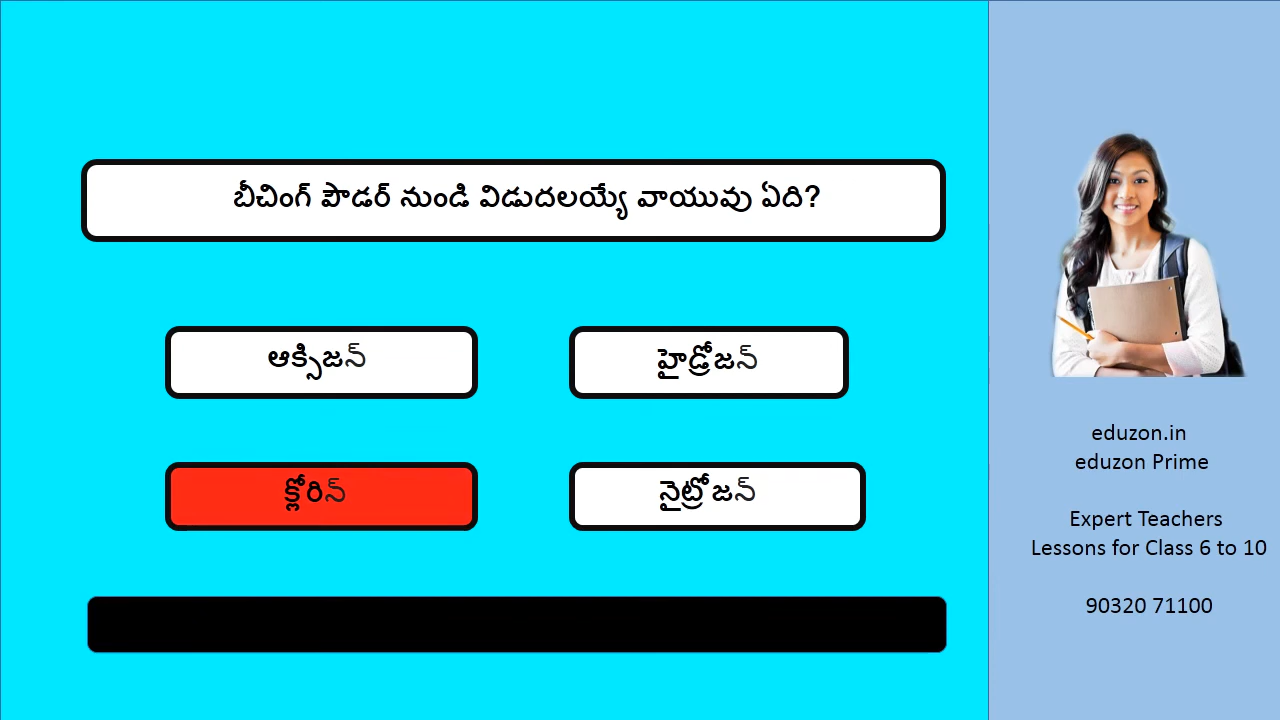 బీచింగ్ పౌడర్ నుండి విడుదలయ్యే వాయువు ఏది?
ఆక్సిజన్
హైడ్రోజన్
క్లోరిన్
నైట్రోజన్
eduzon.in
eduzon Prime
Expert Teachers
Lessons for Class 6 to 10
90320 71100